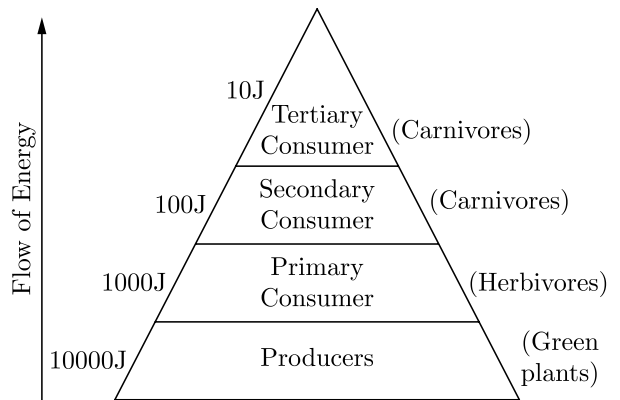 10J
Tertiary
Consumer
(Carnivores)
100J
Secondary
Consumer
(Carnivores)
Flow of Energy
1000J
Primary
Consumer
(Herbivores)
10000J
Producers
(Green
plants)